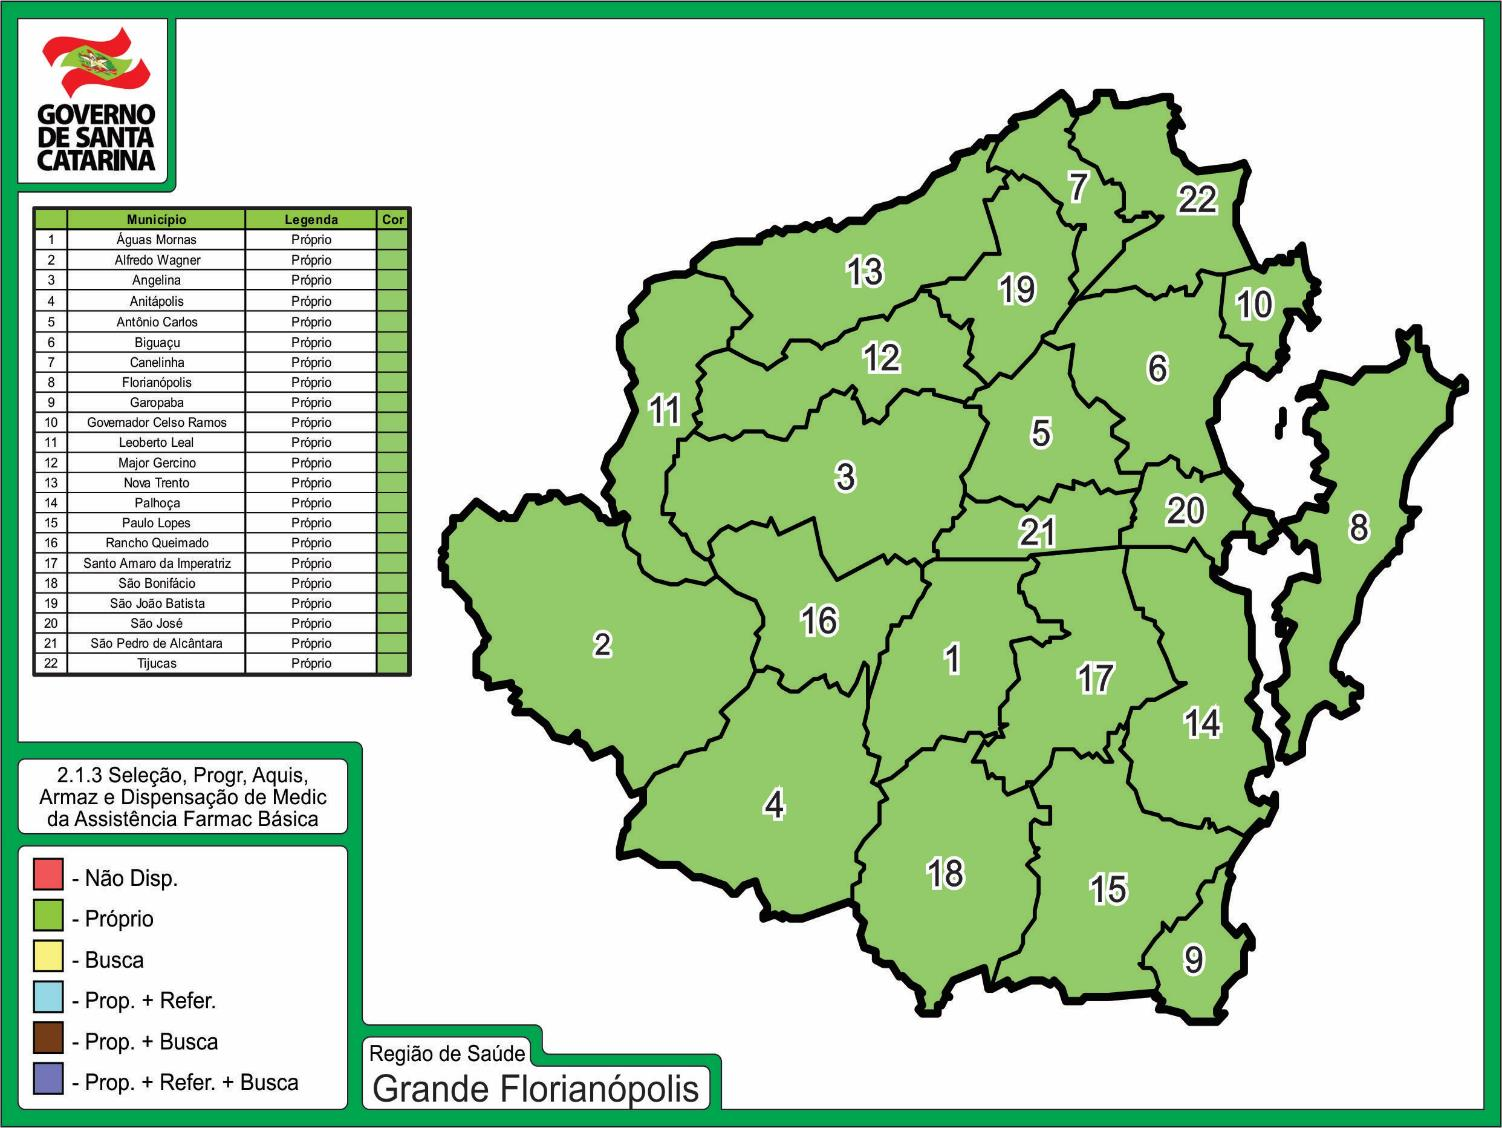 GOVERNO
DE SANTA
CATARINA
Município Legenda Cor
1 Águas Mornas Próprio
2 Alfredo Wagner Próprio
3 Angelina Próprio
4 Anitápolis Próprio
5 Antônio Carlos Próprio
6 Biguaçu Próprio
7 Canelinha Próprio
8 Florianópolis Próprio
9 Garopaba Próprio
10 Governador Celso Ramos Próprio
11 Leoberto Leal Próprio
12 Major Gercino Próprio
13 Nova Trento Próprio
14 Palhoça Próprio
15 Paulo Lopes Próprio
16 Rancho Queimado Próprio
17 Santo Amaro da Imperatriz Próprio
18 São Bonifácio Próprio
19 São João Batista Próprio
20 São José Próprio
21 São Pedro de Alcântara Próprio
22 Tijucas Próprio
7
22
13
19
10
12
6
11
5
3
20
21
8
16
2
1
17
14
4
18
15
9
2.1.3 Seleção, Progr, Aquis,
Armaz e Dispensação de Medic
da Assistência Farmac Básica
- Não Disp.
- Próprio
- Busca
- Prop. + Refer.
- Prop. + Busca
- Prop. + Refer. + Busca
Região de Saúde
Grande Florianópolis